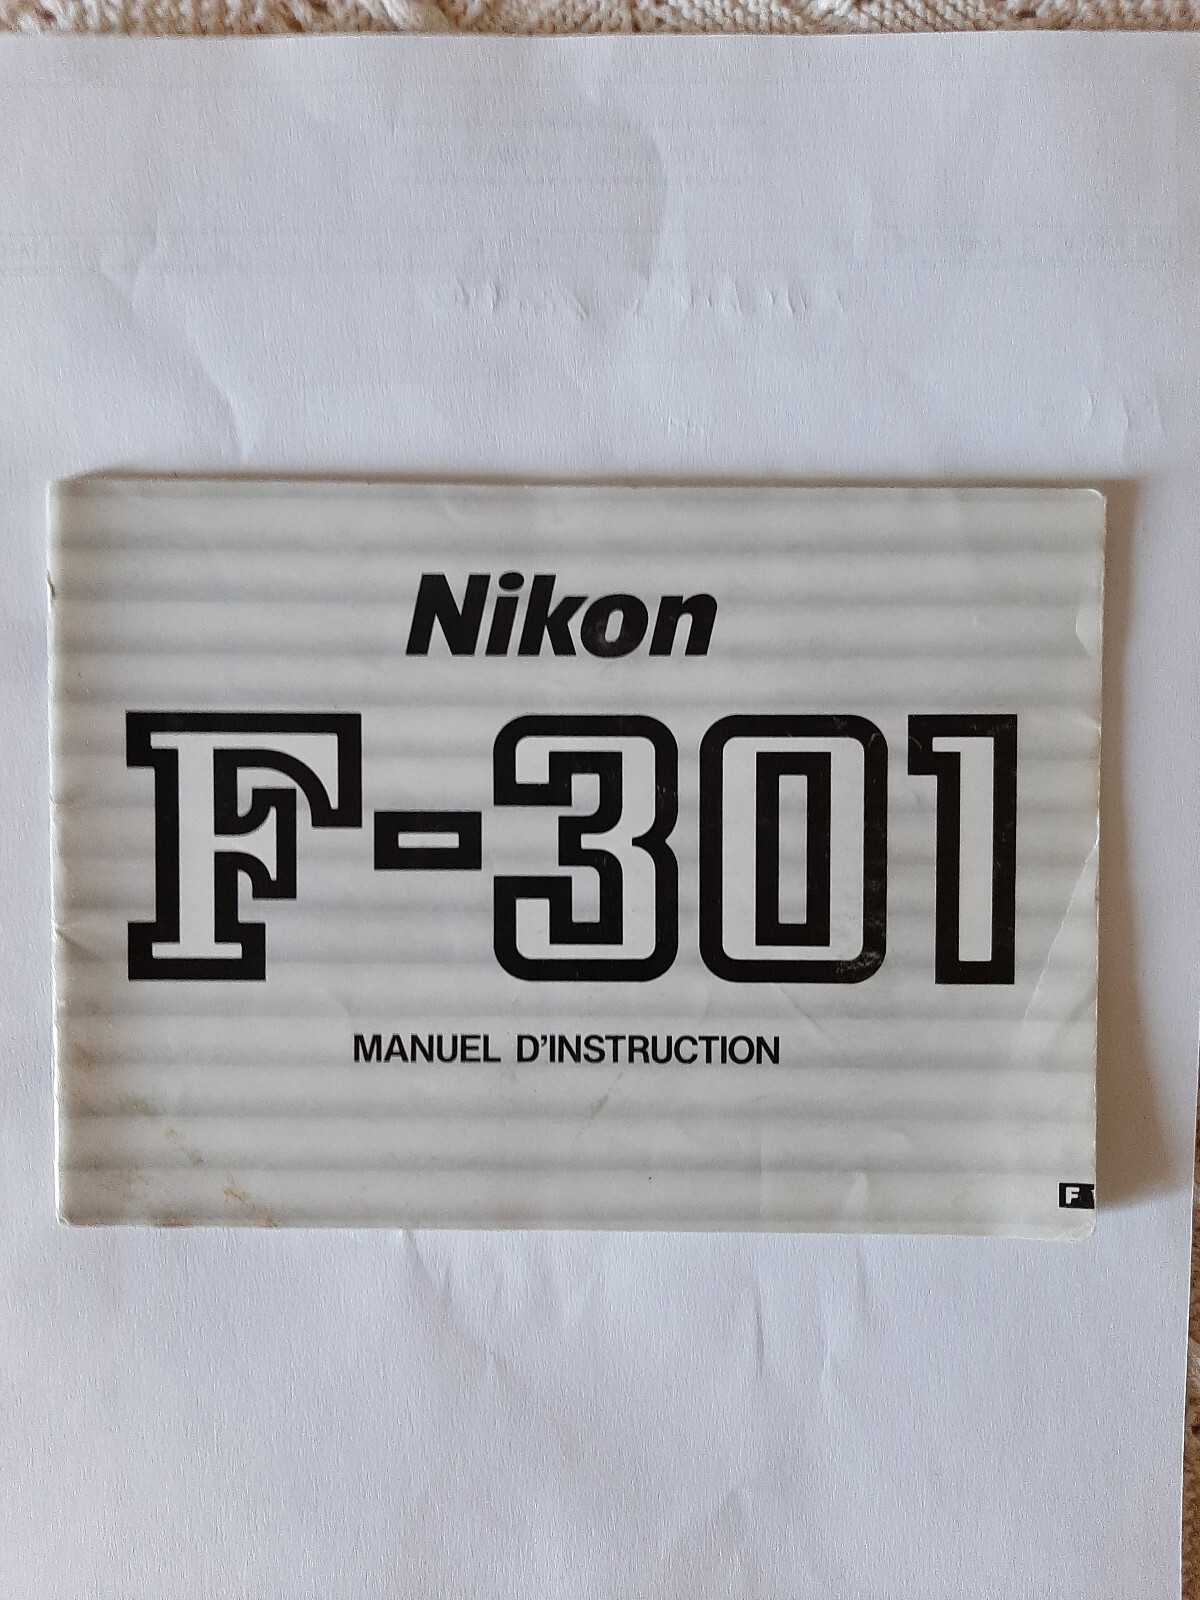 Nikon
F-301
MANUEL D'INSTRUCTION
F